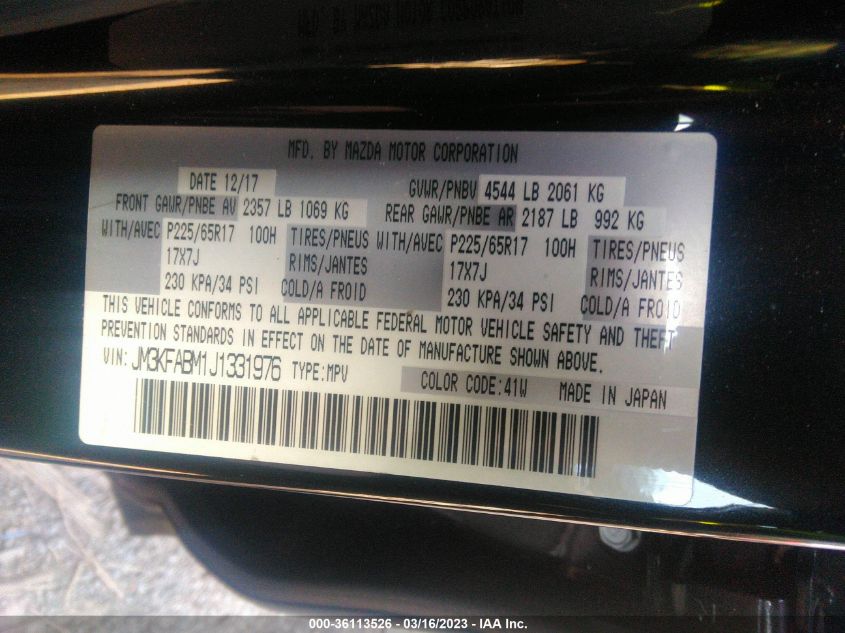 MFD. BY MAZDA MOTOR CORPORATION
DATE 12/17 GVWR/PNBV 4544 LB 2061 KG
FRONT GAWR/PNBE AV 2357 LB 1069 KG REAR GAWR/PNBE AR 2187 LB 992 KG
WITH/AVEC P225/65R17 100H TIRES/PNEUS WITH/AVEC P225/65R17 100H TIRES/PNEUS
17X7J RIMS/JANTES 17X7J RIMS/JANTES
230 KPA/34 PSI COLD/A FROID 230 KPA/34 PSI COLD/A FROID
THIS VEHICLE CONFORMS TO ALL APPLICABLE FEDERAL MOTOR VEHICLE SAFETY AND THEFT
PREVENTION STANDARDS IN EFFECT ON THE DATE OF MANUFACTURE SHOWN ABOVE.
VIN: JM3KFABM1J1331976 TYPE:MPV COLOR CODE:41W MADE IN JAPAN
000-36113526 - 03/16/2023 - IAA Inc.